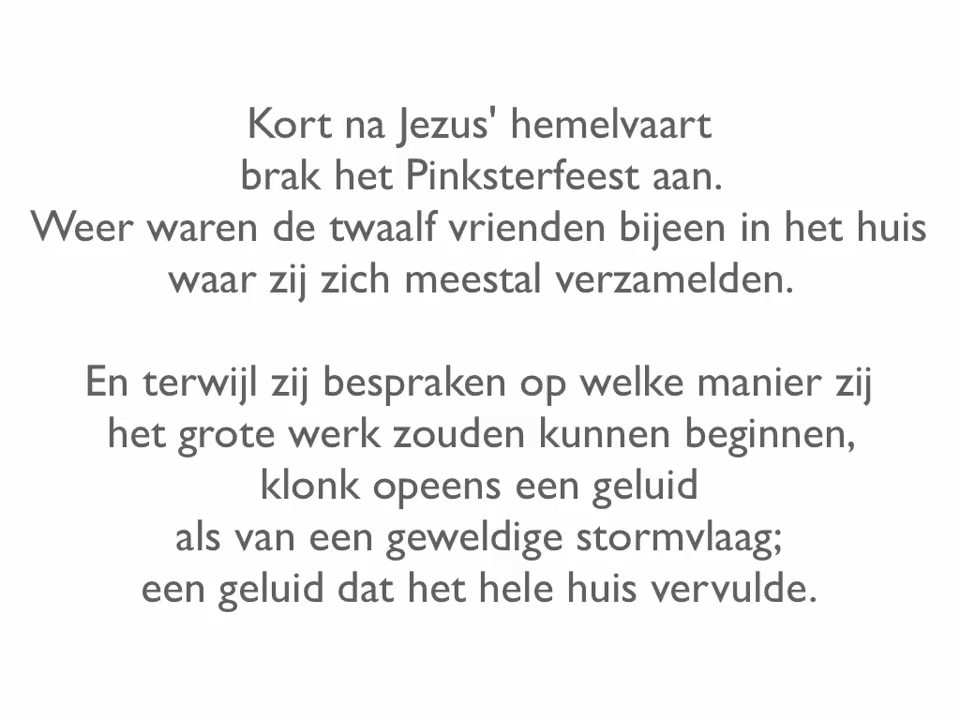 Kort na Jezus' hemelvaart
brak het Pinksterfeest aan.
Weer waren de twaalf vrienden bijeen in het huis
waar zij zich meestal verzamelden.
En terwijl zij bespraken op welke manier zij
het grote werk zouden kunnen beginnen,
klonk opeens een geluid
als van een geweldige stormvlaag;
een geluid dat het hele huis vervulde.